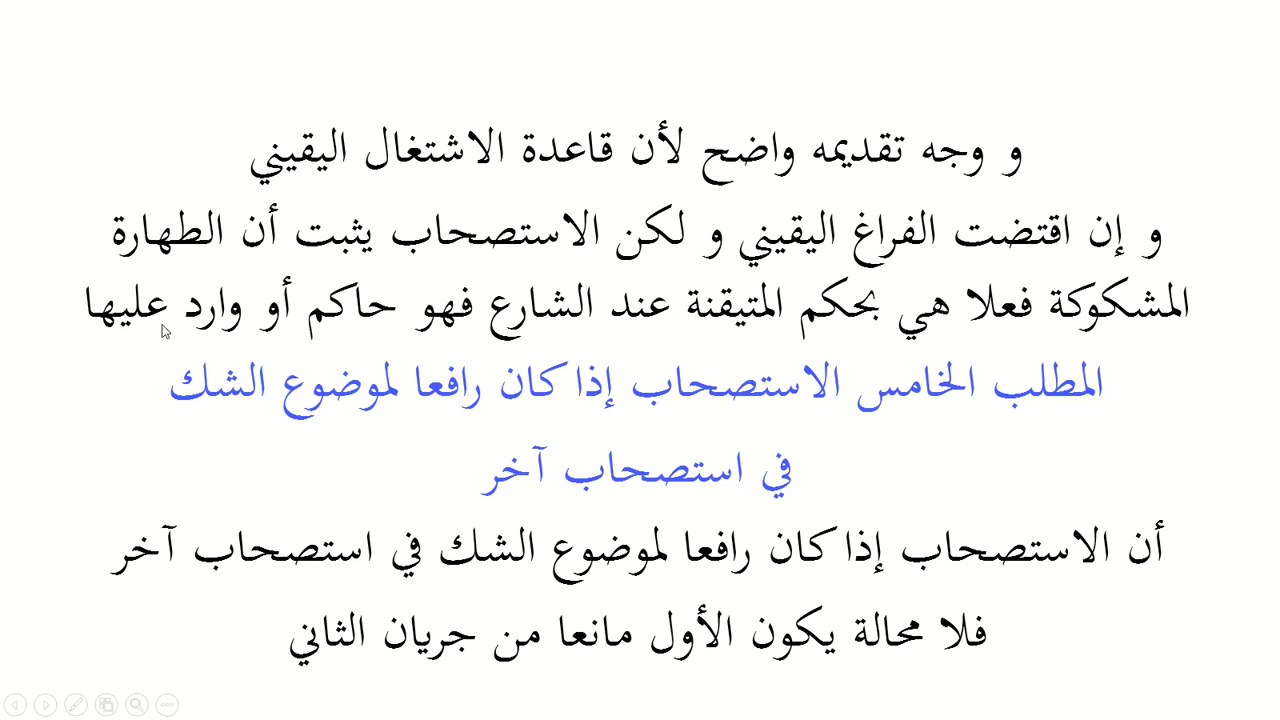 و وجه تقديمه واضح لأن قاعدة الاشتغال اليقيني
و إن اقتضت الفراغ اليقيني و لكن الاستصحاب يثبت أن الطهارة
المشكوكة فعلا هي بحكم المتيقنة عند الشارع فهو حاكم أو وارد عليها
المطلب الخامس الاستصحاب إذا كان رافعا لموضوع الشك
في استصحاب آخر
أن الاستصحاب إذا كان رافعا لموضوع الشك في استصحاب آخر
فلا محالة يكون الأول مانعا من جريان الثاني